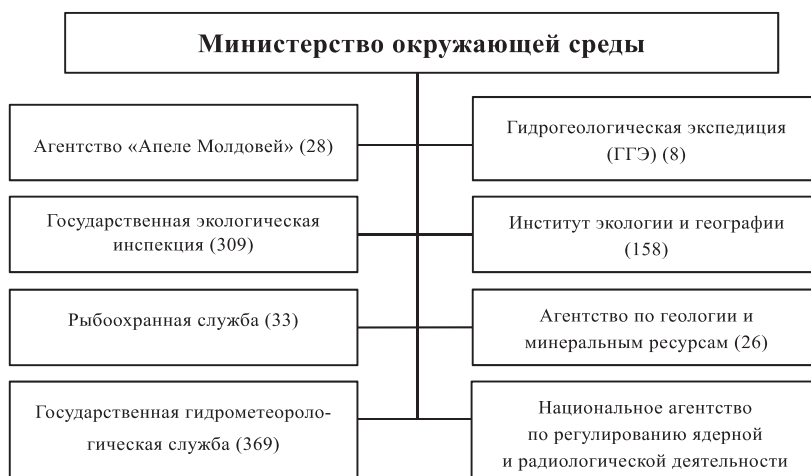 Министерство окружающей среды
Агентство «Апеле Молдовей» (28)
Гидрогеологическая экспедиция
(ГГЭ) (8)
Государственная экологическая
инспекция (309)
Институт экологии и географии
(158)
Рыбоохранная служба (33)
Агентство по геологии и
минеральным ресурсам (26)
Государственная гидрометеороло-
гическая служба (369)
Национальное агентство
по регулированию ядерной
и радиологической деятельности